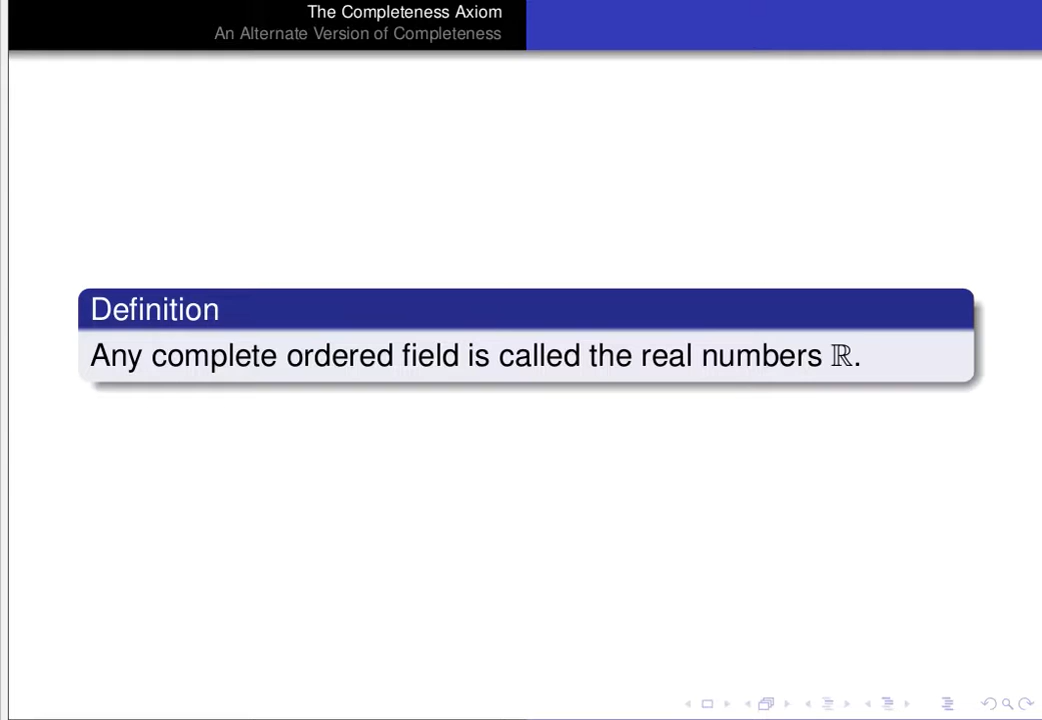 The Completeness Axiom
An Alternate Version of Completeness
Definition
Any complete ordered field is called the real numbers ℝ.